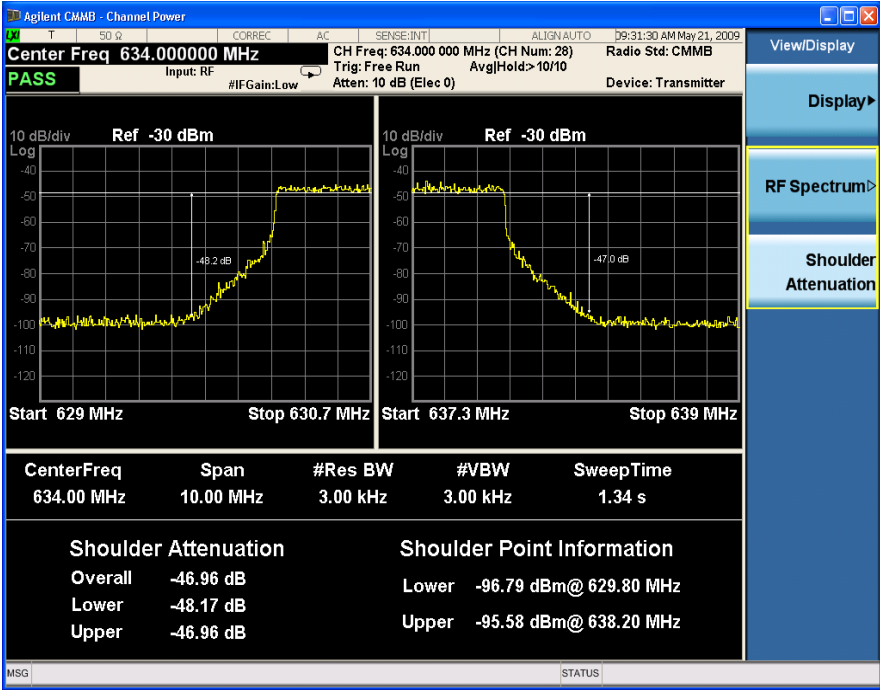 Agilent CMMB - Channel Power
LXI T 50 Ω CORREC AC SENSE:INT ALIGN AUTO 09:31:30 AM May 21, 2009
Center Freq 634.000000 MHz
CH Freq: 634.000 000 MHz (CH Num: 28)
Radio Std: CMMB
PASS
Input: RF
#IFGain:Low
Trig: Free Run Avg|Hold:> 10/10
Atten: 10 dB (Elec 0)
Device: Transmitter
View/Display
Display
RF Spectrum
Shoulder
Attenuation
10 dB/div Ref -30 dBm
Log
-40
-50
-60
-70
-80
-90
-100
-110
-120
-48.2 dB
Start 629 MHz Stop 630.7 MHz
10 dB/div Ref -30 dBm
Log
-40
-50
-60
-70
-80
-90
-100
-110
-120
-47.0 dB
Start 637.3 MHz Stop 639 MHz
CenterFreq Span #Res BW #VBW SweepTime
634.00 MHz 10.00 MHz 3.00 kHz 3.00 kHz 1.34 s
Shoulder Attenuation
Overall -46.96 dB
Lower -48.17 dB
Upper -46.96 dB
Shoulder Point Information
Lower -96.79 dBm@ 629.80 MHz
Upper -95.58 dBm@ 638.20 MHz
MSG STATUS